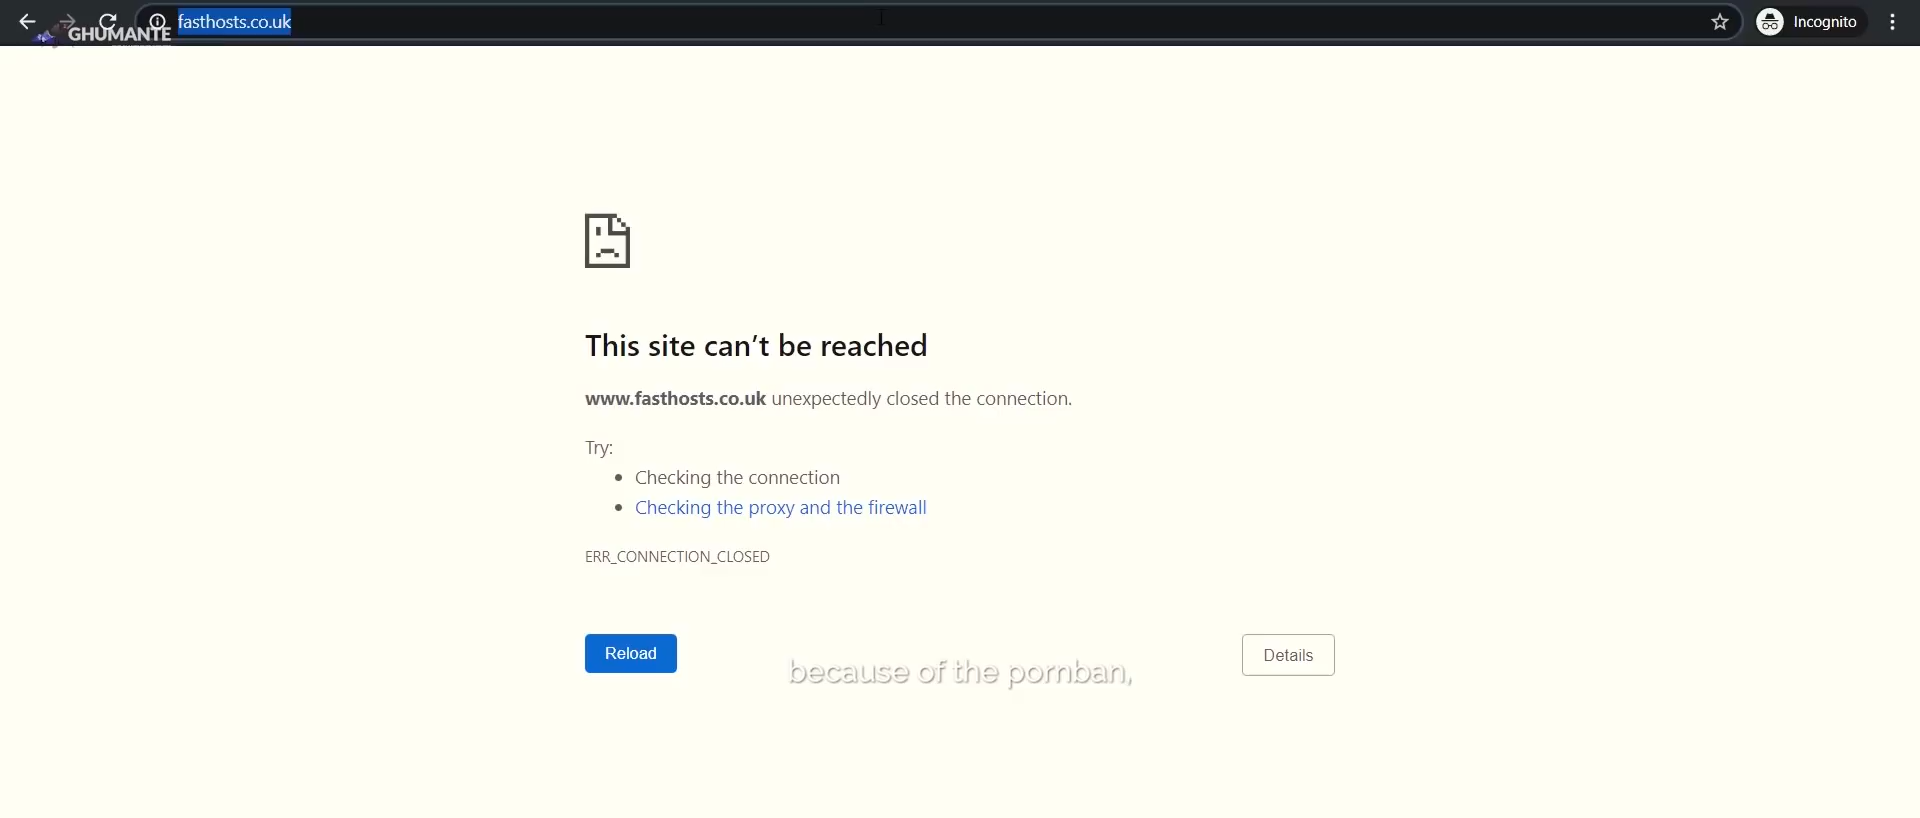 fasthosts.co.uk
Incognito
GHUMANTE
This site can’t be reached
www.fasthosts.co.uk unexpectedly closed the connection.
Try:
Checking the connection
Checking the proxy and the firewall
ERR_CONNECTION_CLOSED
Reload
Details
because of the pornban,